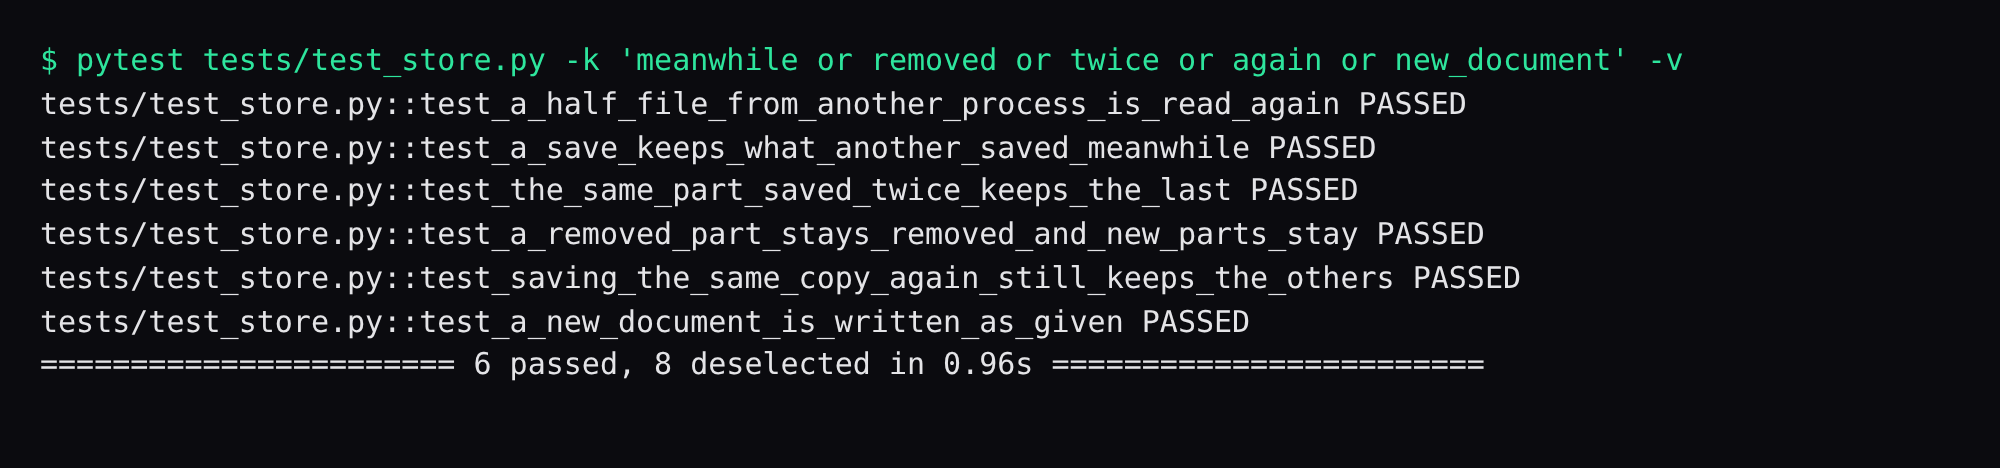 $ pytest tests/test_store.py -k 'meanwhile or removed or twice or again or new_document' -v
tests/test_store.py::test_a_half_file_from_another_process_is_read_again PASSED
tests/test_store.py::test_a_save_keeps_what_another_saved_meanwhile PASSED
tests/test_store.py::test_the_same_part_saved_twice_keeps_the_last PASSED
tests/test_store.py::test_a_removed_part_stays_removed_and_new_parts_stay PASSED
tests/test_store.py::test_saving_the_same_copy_again_still_keeps_the_others PASSED
tests/test_store.py::test_a_new_document_is_written_as_given PASSED
======================= 6 passed, 8 deselected in 0.96s ========================